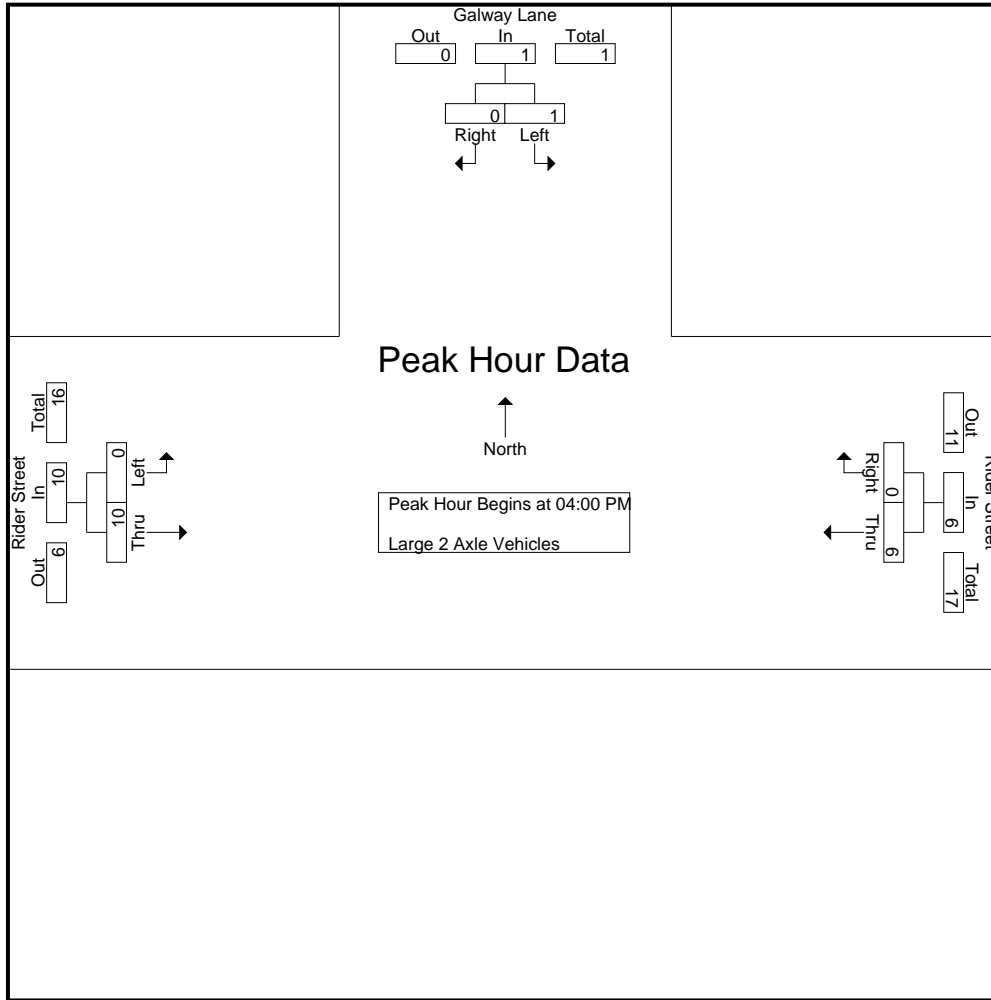 Galway Lane
Out In Total
0 1 1
0 1
Right Left
Peak Hour Data
North
Peak Hour Begins at 04:00 PM
Large 2 Axle Vehicles
Rider Street
Total In Out
16 10 6
0 10
Left Thru
Rider Street
Out In Total
11 6 17
0 6
Right Thru